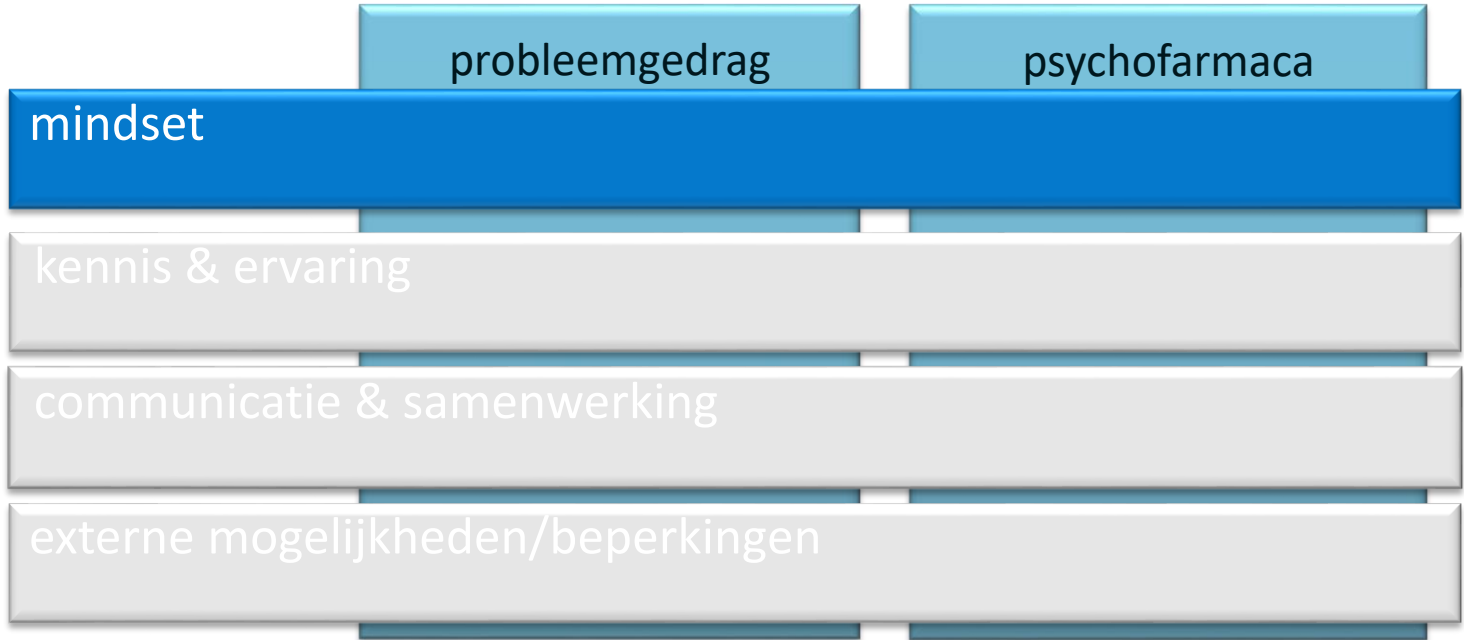 probleemgedrag
psychofarmaca
mindset
kennis & ervaring
communicatie & samenwerking
externe mogelijkheden/beperkingen